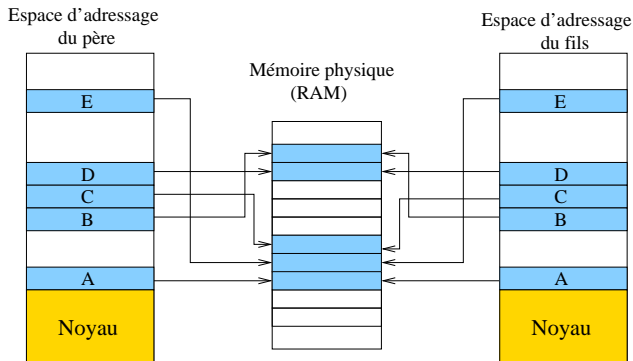 Espace d'adressage
du père
E
D
C
B
A
Noyau
Mémoire physique
(RAM)
Espace d'adressage
du fils
E
D
C
B
A
Noyau